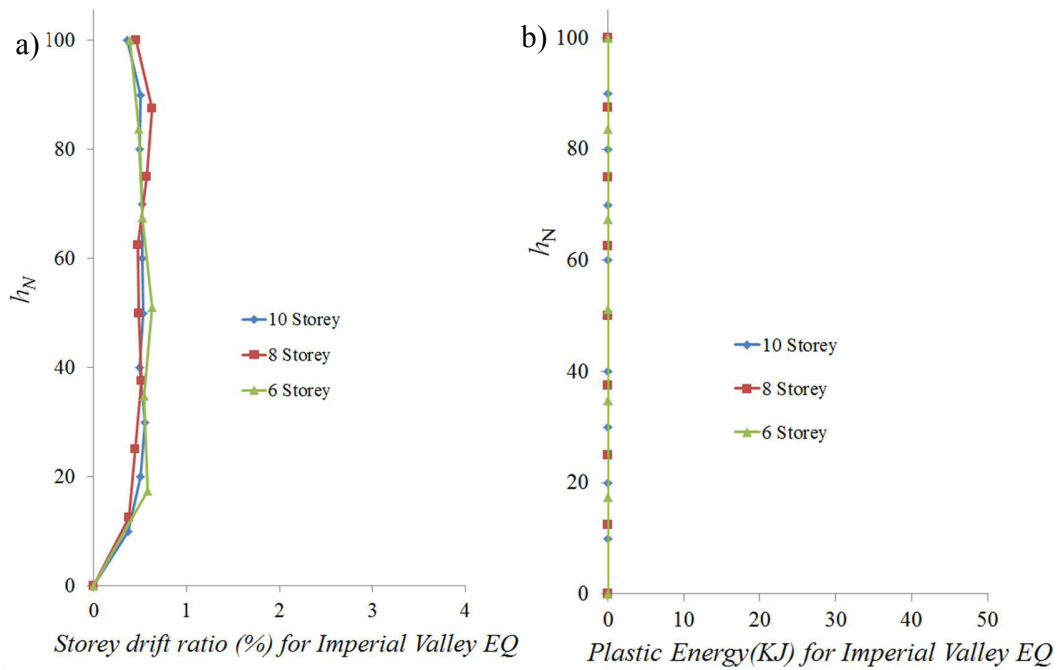 a)
100
80
60
40
20
0
h_N
0 1 2 3 4
10 Storey
8 Storey
6 Storey
Storey drift ratio (%) for Imperial Valley EQ
b)
100
80
60
40
20
0
h_N
0 10 20 30 40 50
10 Storey
8 Storey
6 Storey
Plastic Energy(KJ) for Imperial Valley EQ